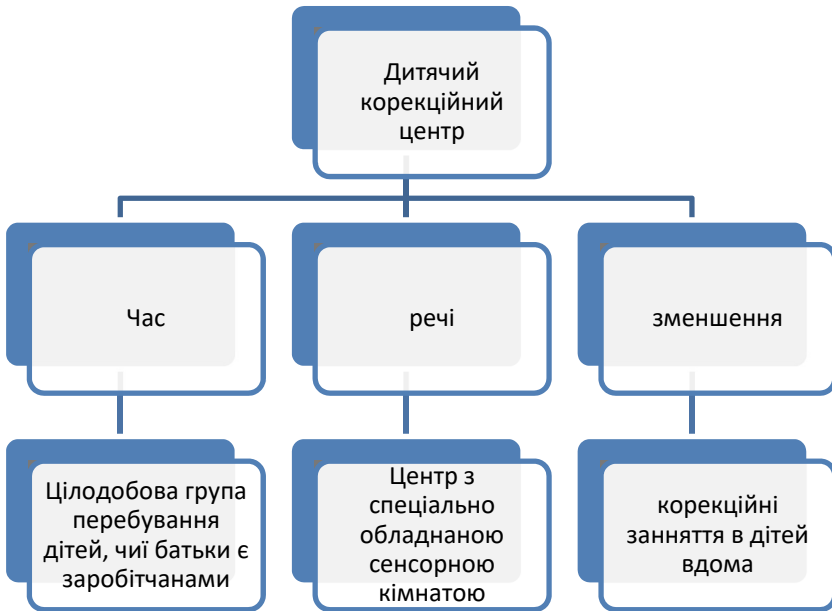 Дитячий
корекційний
центр
Час
речі
зменшення
Цілодобова група
перебування
дітей, чиї батьки є
заробітчанами
Центр з
спеціально
обладнаною
сенсорною
кімнатою
корекційні
занняття в дітей
вдома